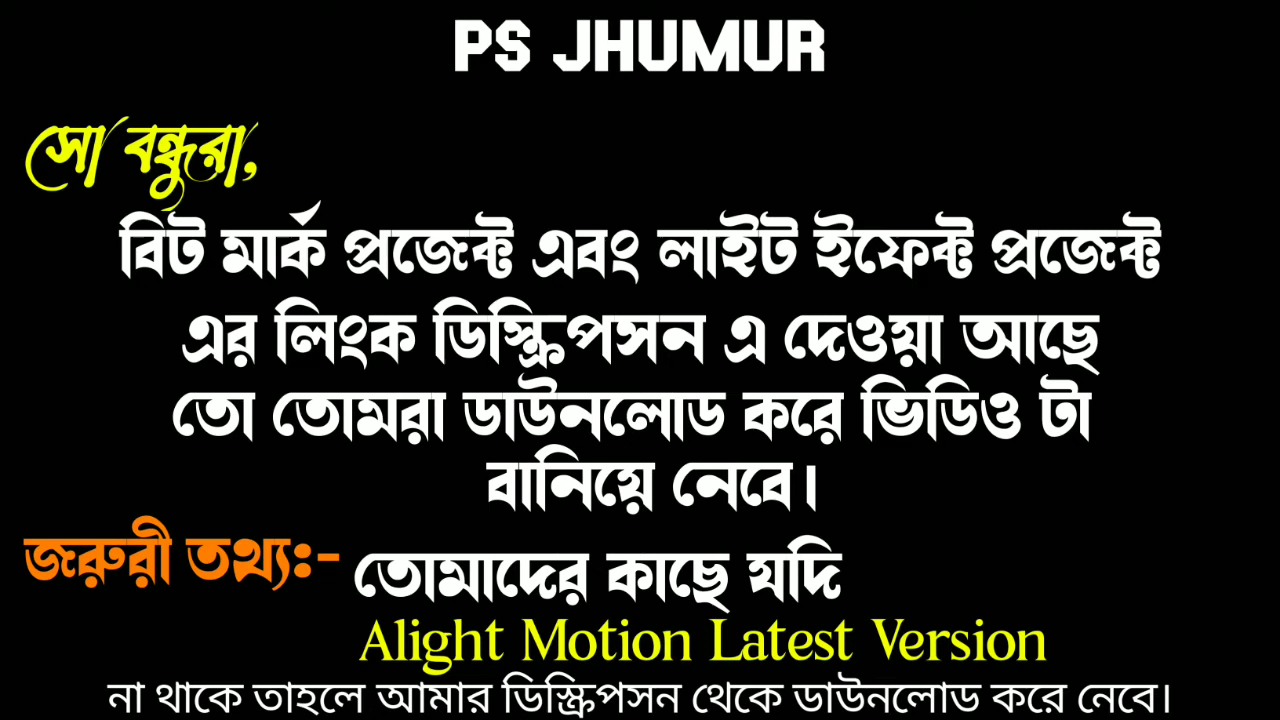 PS JHUMUR
সো বন্ধুরা,
বিট মার্ক প্রজেক্ট এবং লাইট ইফেক্ট প্রজেক্ট
এর লিংক ডিস্ক্রিপসন এ দেওয়া আছে
তো তোমরা ডাউনলোড করে ভিডিও টা
বানিয়ে নেবে।
জরুরী তথ্যঃ- তোমাদের কাছে যদি
Alight Motion Latest Version
না থাকে তাহলে আমার ডিস্ক্রিপসন থেকে ডাউনলোড করে নেবে।